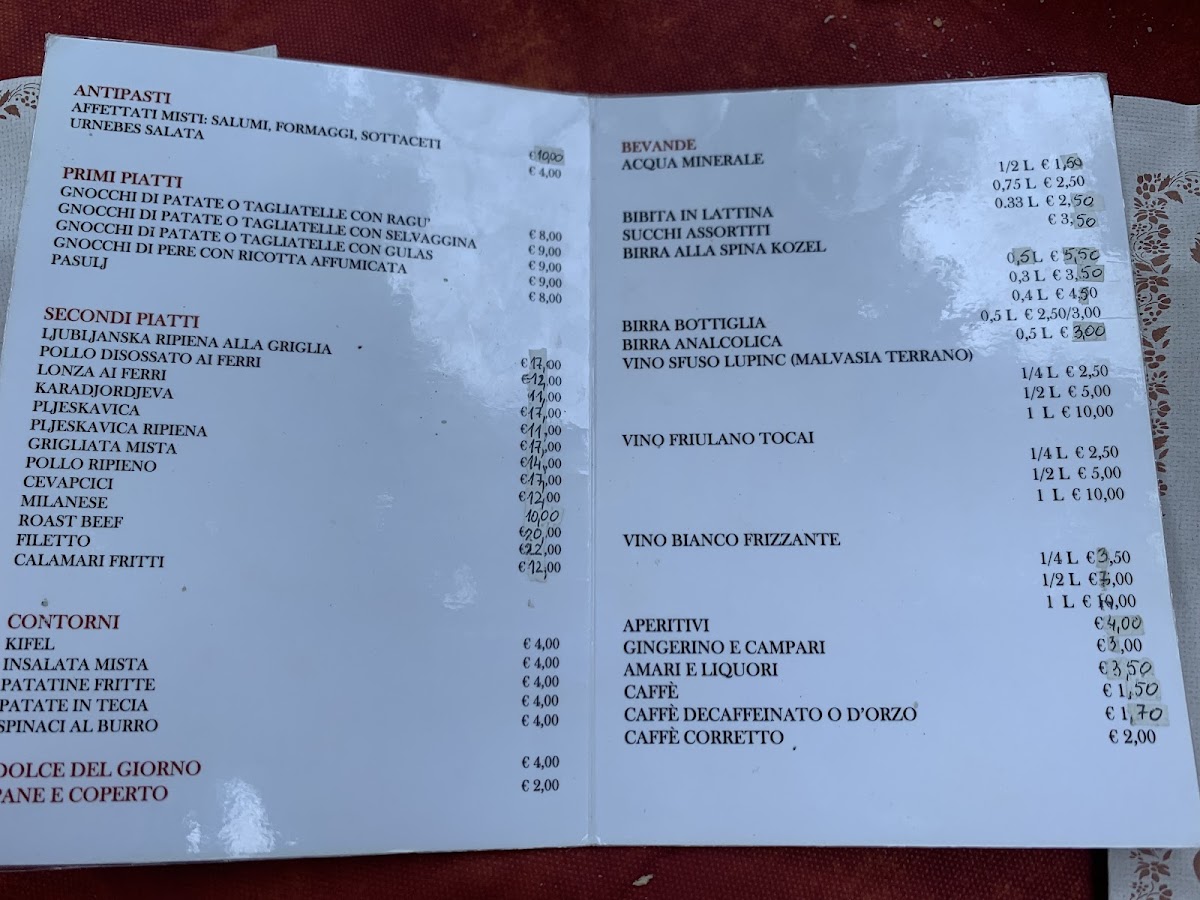 ANTIPASTI
AFFETTATI MISTI: SALUMI, FORMAGGI, SOTTACETI € 10,00
URNEBES SALATA € 4,00
PRIMI PIATTI
GNOCCHI DI PATATE O TAGLIATELLE CON RAGU' € 8,00
GNOCCHI DI PATATE O TAGLIATELLE CON SELVAGGINA € 9,00
GNOCCHI DI PATATE O TAGLIATELLE CON GULAS € 9,00
GNOCCHI DI PERE CON RICOTTA AFFUMICATA € 9,00
PASULJ € 8,00
SECONDI PIATTI
LJUBLJANSKA RIPIENA ALLA GRIGLIA € 17,00
POLLO DISOSSATO AI FERRI € 12,00
LONZA AI FERRI 11,00
KARADJORDJEVA € 17,00
PLJESKAVICA € 11,00
PLJESKAVICA RIPIENA € 17,00
GRIGLIATA MISTA € 14,00
POLLO RIPIENO € 17,00
CEVAPCICI € 12,00
MILANESE 10,00
ROAST BEEF € 20,00
FILETTO € 22,00
CALAMARI FRITTI € 12,00
CONTORNI
KIFEL € 4,00
INSALATA MISTA € 4,00
PATATINE FRITTE € 4,00
PATATE IN TECIA € 4,00
SPINACI AL BURRO € 4,00
DOLCE DEL GIORNO € 4,00
PANE E COPERTO € 2,00
BEVANDE
ACQUA MINERALE 1/2 L € 1,50
0,75 L € 2,50
BIBITA IN LATTINA 0.33 L € 2,50
SUCCHI ASSORTITI € 3,50
BIRRA ALLA SPINA KOZEL
0,5 L € 5,50
0,3 L € 3,50
0,4 L € 4,50
BIRRA BOTTIGLIA 0,5 L € 2,50/3,00
BIRRA ANALCOLICA 0,5 L € 3,00
VINO SFUSO LUPINC (MALVASIA TERRANO)
1/4 L € 2,50
1/2 L € 5,00
1 L € 10,00
VINO FRIULANO TOCAI
1/4 L € 2,50
1/2 L € 5,00
1 L € 10,00
VINO BIANCO FRIZZANTE
1/4 L € 3,50
1/2 L € 7,00
1 L € ,00
APERITIVI € 4,00
GINGERINO E CAMPARI € 3,00
AMARI E LIQUORI € 3,50
CAFFÈ € 1,50
CAFFÈ DECAFFEINATO O D'ORZO € 1,70
CAFFÈ CORRETTO € 2,00